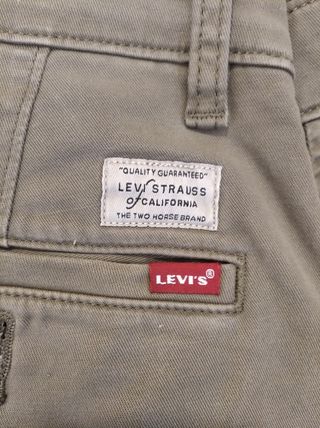 "QUALITY GUARANTEED"
LEVI STRAUSS
of CALIFORNIA
THE TWO HORSE BRAND
LEVI'S®